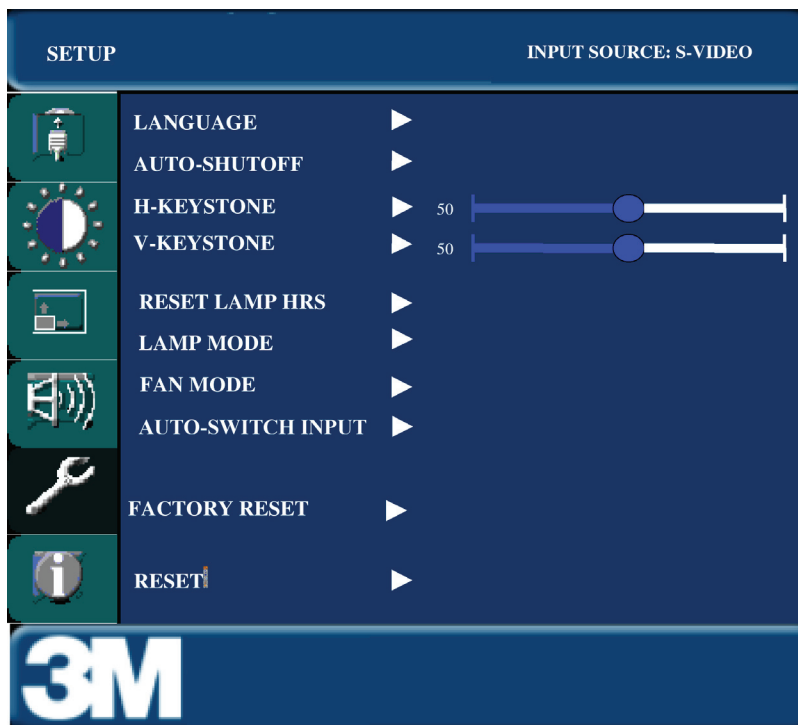 SETUP
INPUT SOURCE: S-VIDEO
LANGUAGE
AUTO-SHUTOFF
H-KEYSTONE 50
V-KEYSTONE 50
RESET LAMP HRS
LAMP MODE
FAN MODE
AUTO-SWITCH INPUT
FACTORY RESET
i RESET
3M